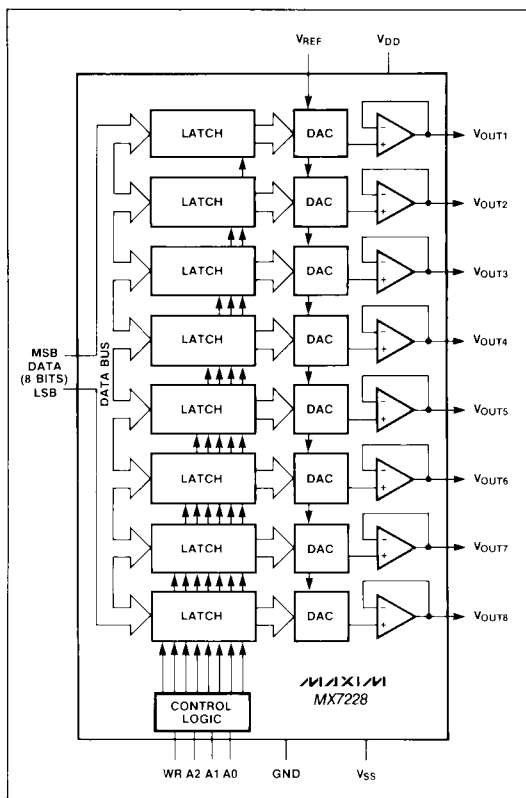 VREF VDD
LATCH DAC - + VOUT1
LATCH DAC - + VOUT2
LATCH DAC - + VOUT3
LATCH DAC - + VOUT4
MSB
DATA
(8 BITS)
LSB
DATA BUS
LATCH DAC - + VOUT5
LATCH DAC - + VOUT6
LATCH DAC - + VOUT7
LATCH DAC - + VOUT8
MAXIM
MX7228
CONTROL
LOGIC
WR A2 A1 A0 GND VSS